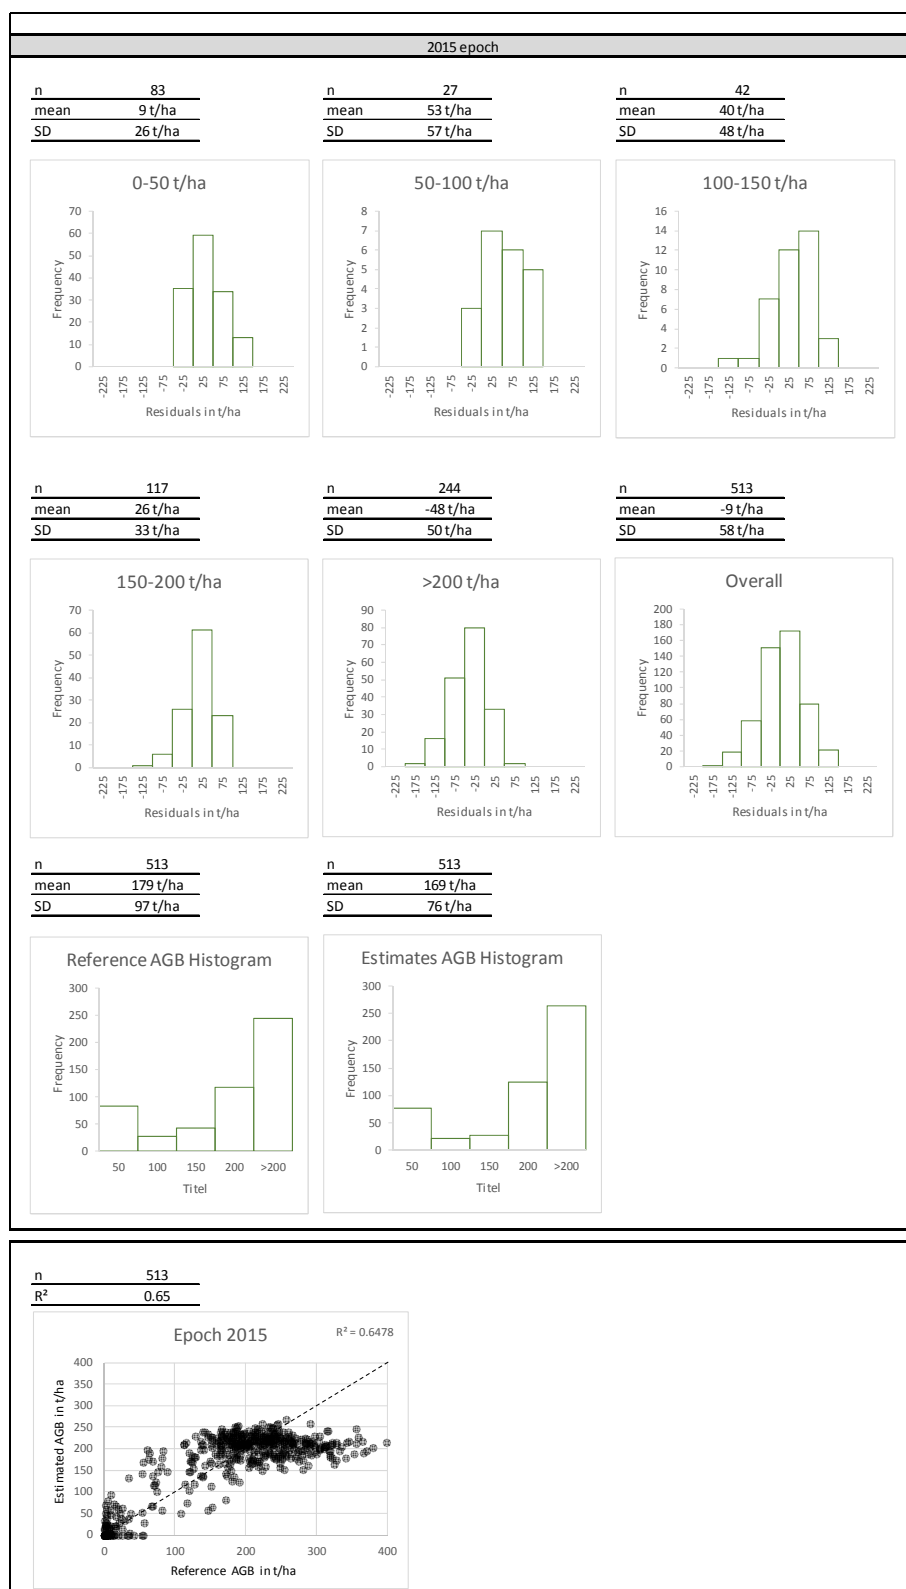 2015 epoch
n 83
mean 9 t/ha
SD 26 t/ha
n 27
mean 53 t/ha
SD 57 t/ha
n 42
mean 40 t/ha
SD 48 t/ha
0-50 t/ha
Frequency
70
60
50
40
30
20
10
0
-225 -175 -125 -75 -25 25 75 125 175 225
Residuals in t/ha
50-100 t/ha
Frequency
8
7
6
5
4
3
2
1
0
-225 -175 -125 -75 -25 25 75 125 175 225
Residuals in t/ha
100-150 t/ha
Frequency
16
14
12
10
8
6
4
2
0
-225 -175 -125 -75 -25 25 75 125 175 225
Residuals in t/ha
n 117
mean 26 t/ha
SD 33 t/ha
n 244
mean -48 t/ha
SD 50 t/ha
n 513
mean -9 t/ha
SD 58 t/ha
150-200 t/ha
Frequency
70
60
50
40
30
20
10
0
-225 -175 -125 -75 -25 25 75 125 175 225
Residuals in t/ha
>200 t/ha
Frequency
90
80
70
60
50
40
30
20
10
0
-225 -175 -125 -75 -25 25 75 125 175 225
Residuals in t/ha
Overall
Frequency
200
180
160
140
120
100
80
60
40
20
0
-225 -175 -125 -75 -25 25 75 125 175 225
Residuals in t/ha
n 513
mean 179 t/ha
SD 97 t/ha
n 513
mean 169 t/ha
SD 76 t/ha
Reference AGB Histogram
Frequency
300
250
200
150
100
50
0
50 100 150 200 >200
Titel
Estimates AGB Histogram
Frequency
300
250
200
150
100
50
0
50 100 150 200 >200
Titel
n 513
R² 0.65
Epoch 2015
R² = 0.6478
Estimated AGB in t/ha
400
350
300
250
200
150
100
50
0
0 100 200 300 400
Reference AGB in t/ha